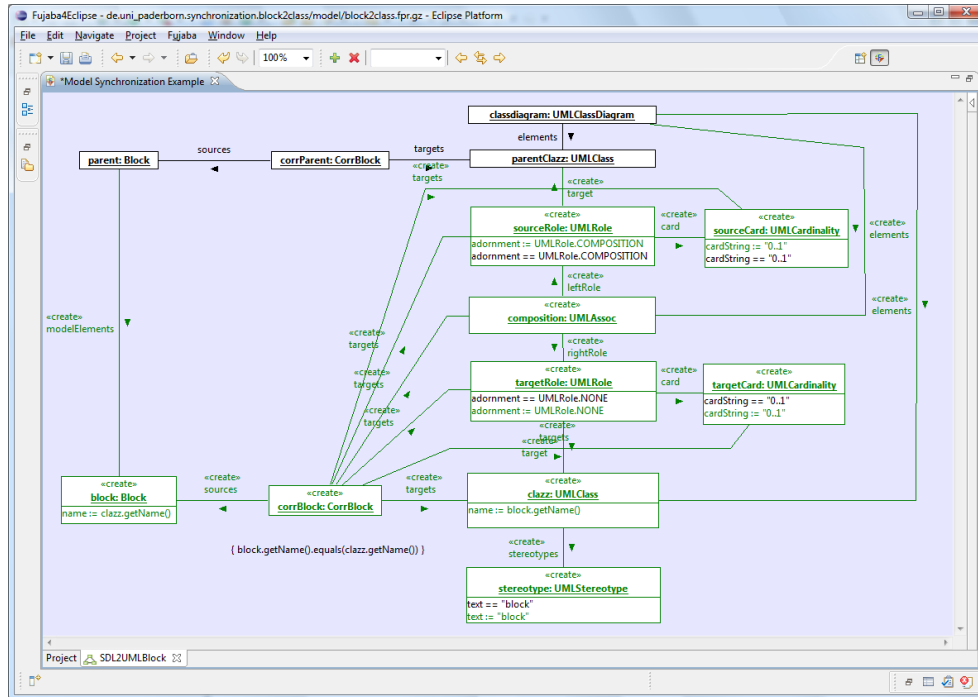 Fujaba4Eclipse - de.uni_paderborn.synchronization.block2class/model/block2class.fpr.gz - Eclipse Platform
File Edit Navigate Project Fujaba Window Help
100%
*Model Synchronization Example
classdiagram: UMLClassDiagram
elements
sources
targets
parent: Block
corrParent: CorrBlock
parentClazz: UMLClass
«create»
targets
«create»
target
«create»
sourceRole: UMLRole
adornment := UMLRole.COMPOSITION
adornment == UMLRole.COMPOSITION
«create»
card
«create»
sourceCard: UMLCardinality
cardString := "0..1"
cardString == "0..1"
«create»
elements
«create»
leftRole
«create»
elements
«create»
modelElements
«create»
composition: UMLAssoc
«create»
targets
«create»
rightRole
«create»
targets
«create»
targetRole: UMLRole
adornment == UMLRole.NONE
adornment := UMLRole.NONE
«create»
card
«create»
targetCard: UMLCardinality
cardString == "0..1"
cardString := "0..1"
«create»
targets
«create»
targets
«create»
target
«create»
block: Block
name := clazz.getName()
«create»
sources
«create»
corrBlock: CorrBlock
«create»
targets
«create»
clazz: UMLClass
name := block.getName()
{ block.getName().equals(clazz.getName()) }
«create»
stereotypes
«create»
stereotype: UMLStereotype
text == "block"
text := "block"
Project SDL2UMLBlock